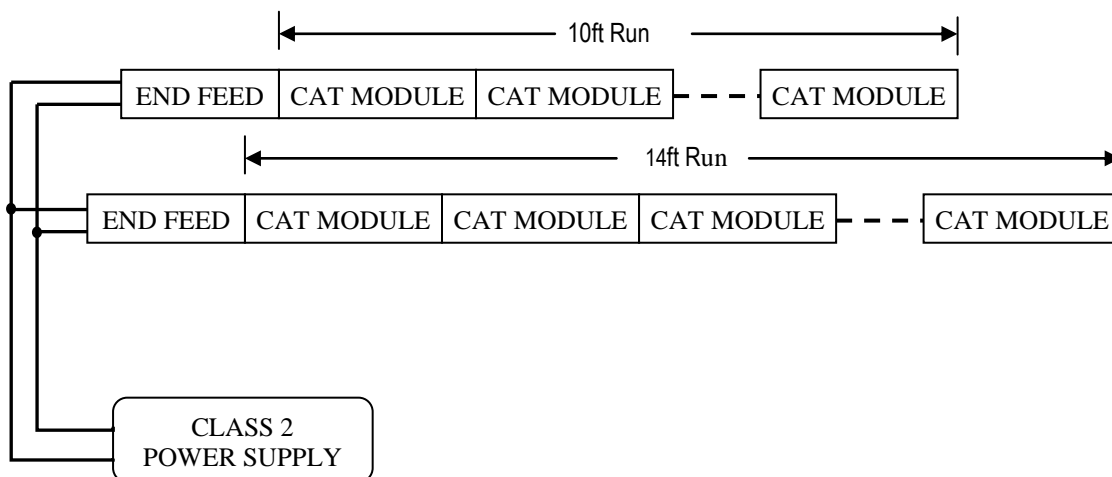 10ft Run
END FEED CAT MODULE CAT MODULE CAT MODULE
14ft Run
END FEED CAT MODULE CAT MODULE CAT MODULE CAT MODULE
CLASS 2
POWER SUPPLY